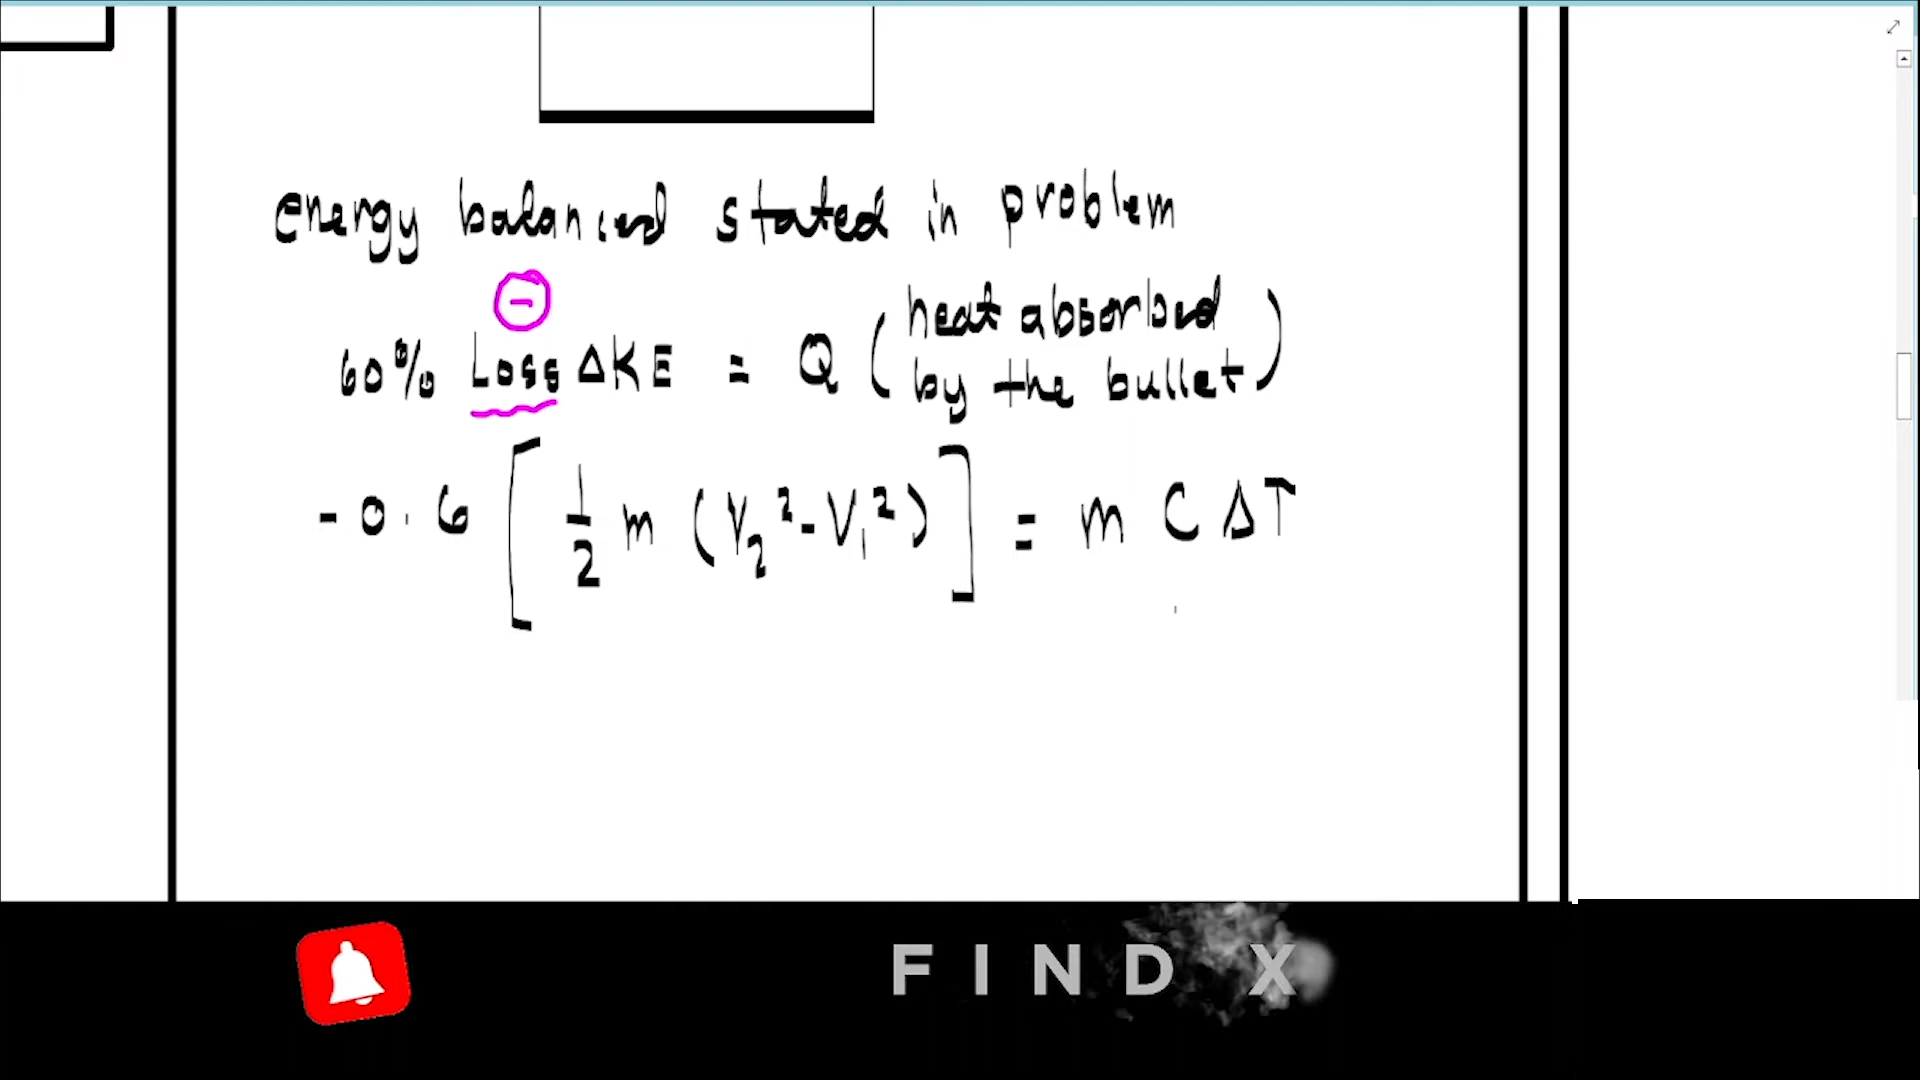 energy balanced stated in problem
-
60% Loss ΔKE = Q (heat absorbed by the bullet)
-0.6 [ 1/2 m (V₂² - V₁²) ] = m C ΔT
FIND X